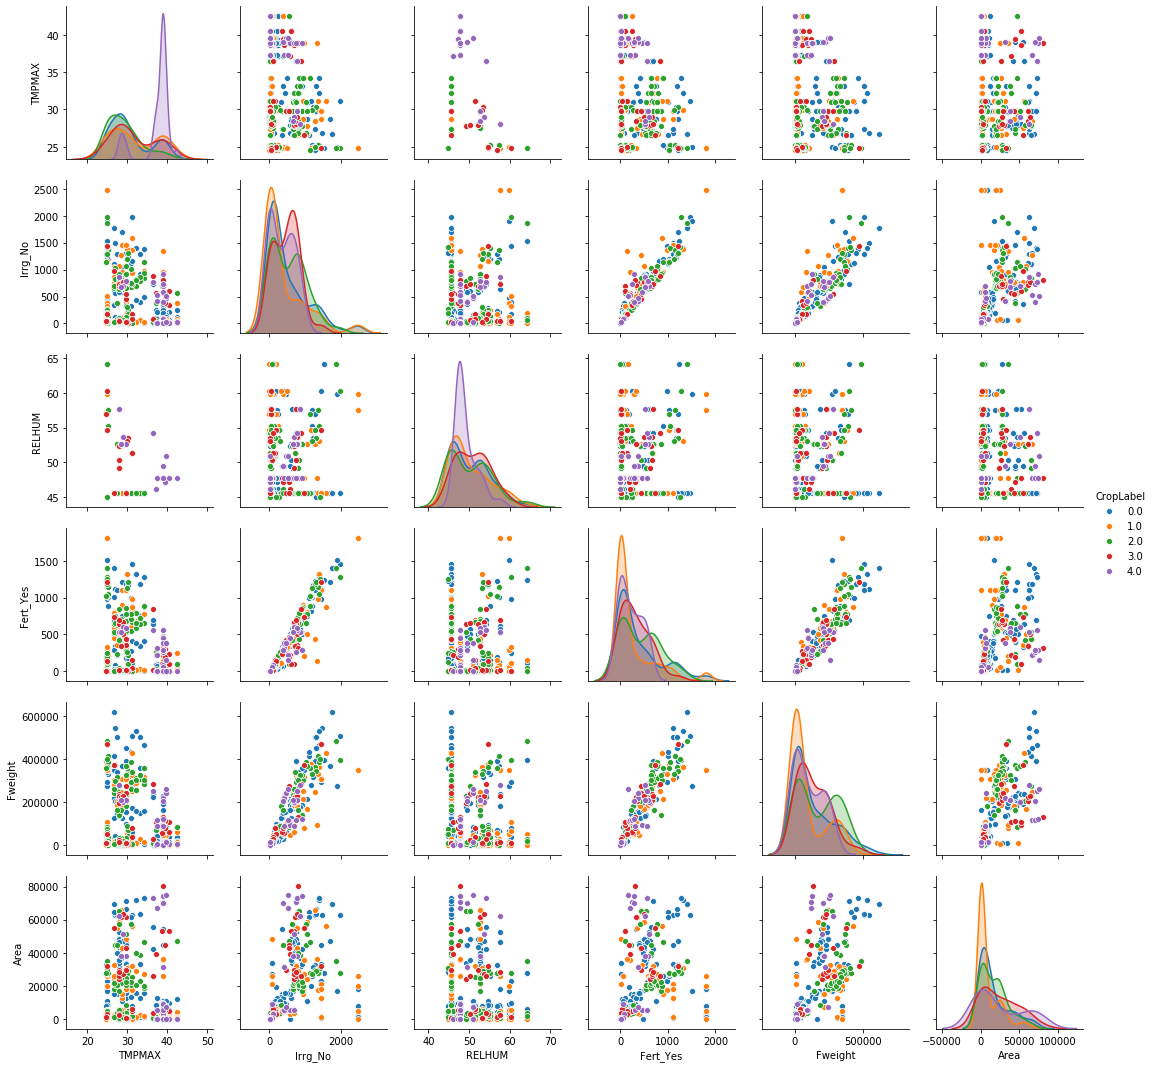 40
35
30
25
TMPMAX
2500
2000
1500
1000
500
0
Irrg_No
65
60
55
50
45
RELHUM
CropLabel
0.0
1.0
2.0
3.0
4.0
1500
1000
500
0
Fert_Yes
600000
400000
200000
0
Fweight
80000
60000
40000
20000
0
Area
20 30 40 50
0 2000
40 50 60 70
0 1000 2000
0 500000
−50000 0 50000 100000
TMPMAX Irrg_No RELHUM Fert_Yes Fweight Area